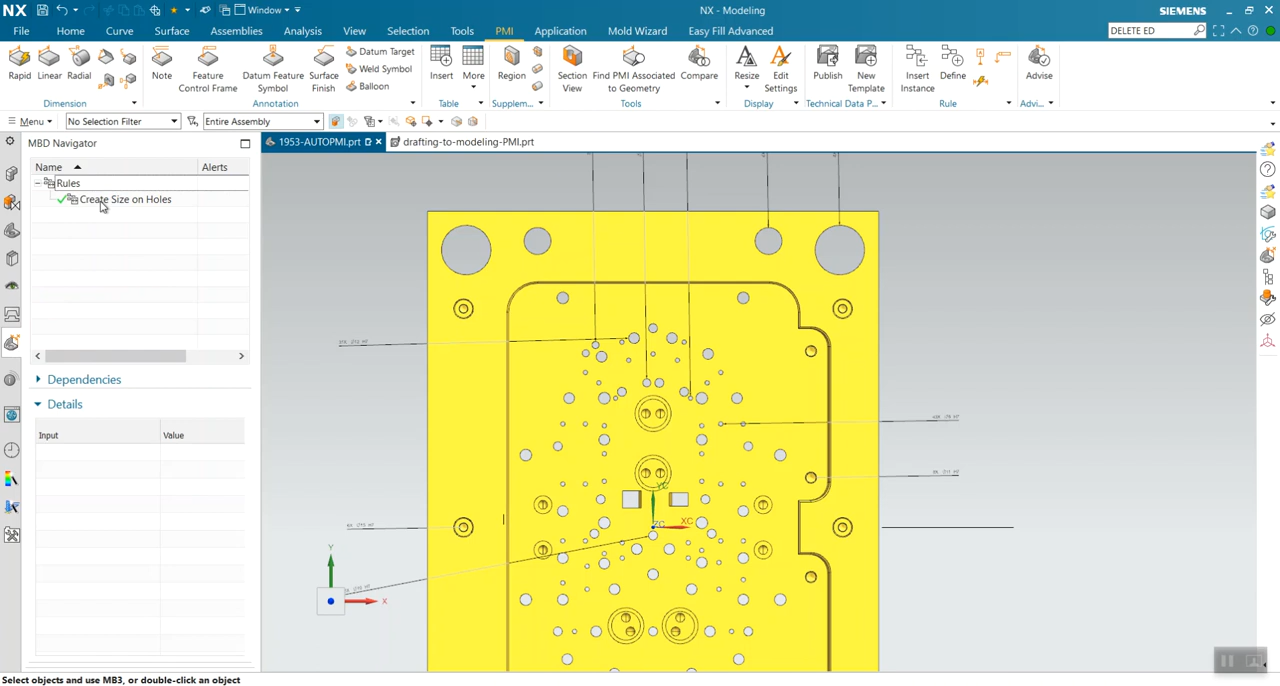 NX
Window
NX - Modeling
SIEMENS
File
Home
Curve
Surface
Assemblies
Analysis
View
Selection
Tools
PMI
Application
Mold Wizard
Easy Fill Advanced
DELETE ED
Rapid
Linear
Radial
Note
Feature Control Frame
Datum Feature Symbol
Surface Finish
Datum Target
Weld Symbol
Balloon
Insert
More
Region
Section View
Find PMI Associated to Geometry
Compare
Resize
Edit Settings
Publish
New Template
Insert Instance
Define
Advise
Dimension
Annotation
Table
Supplem...
Tools
Display
Technical Data P...
Rule
Advi...
Menu
No Selection Filter
Entire Assembly
MBD Navigator
1953-AUTOPMI.prt
drafting-to-modeling-PMI.prt
Name
Alerts
Rules
Create Size on Holes
Dependencies
Details
Input
Value
YC
ZC
XC
Y
X
Select objects and use MB3, or double-click an object